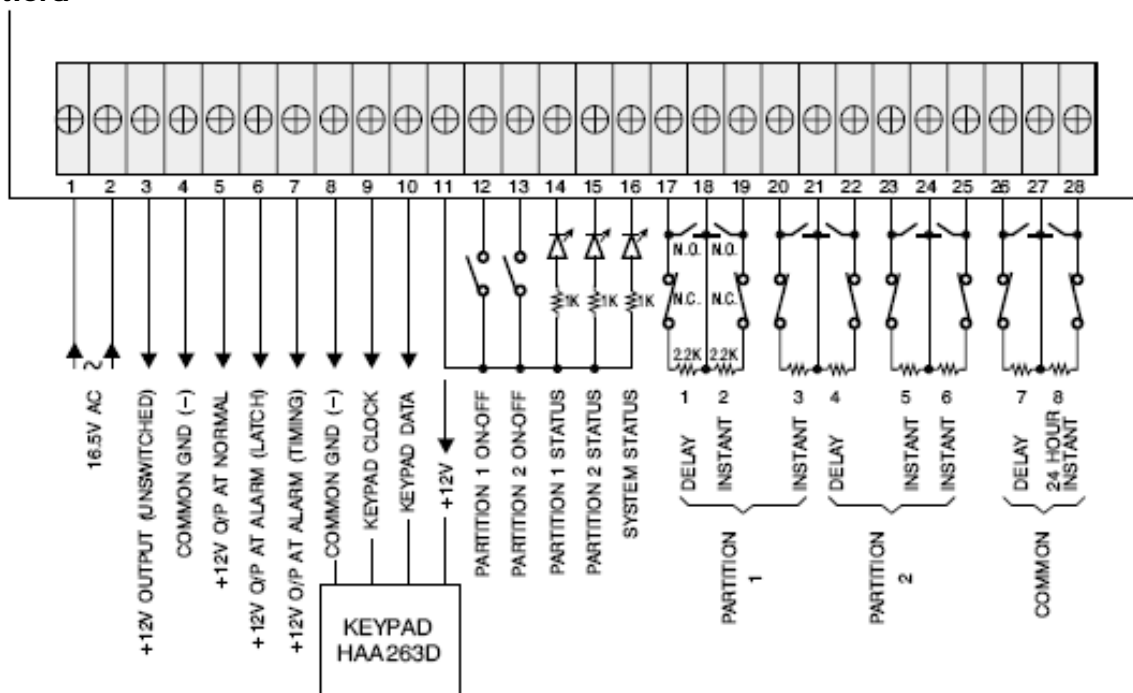 1 2 3 4 5 6 7 8 9 10 11 12 13 14 15 16 17 18 19 20 21 22 23 24 25 26 27 28
N.O. N.O.
1K 1K 1K N.C. N.C.
2.2K 2.2K
~
16.5V AC
+12V OUTPUT (UNSWITCHED)
COMMON GND (-)
+12V O/P AT NORMAL
+12V O/P AT ALARM (LATCH)
+12V O/P AT ALARM (TIMING)
COMMON GND (-)
KEYPAD CLOCK
KEYPAD DATA
+12V
PARTITION 1 ON-OFF
PARTITION 2 ON-OFF
PARTITION 1 STATUS
PARTITION 2 STATUS
SYSTEM STATUS
1 2 3 4 5 6 7 8
DELAY
INSTANT
INSTANT
DELAY
INSTANT
INSTANT
DELAY
24 HOUR
INSTANT
PARTITION
1
PARTITION
2
COMMON
KEYPAD
HAA263D